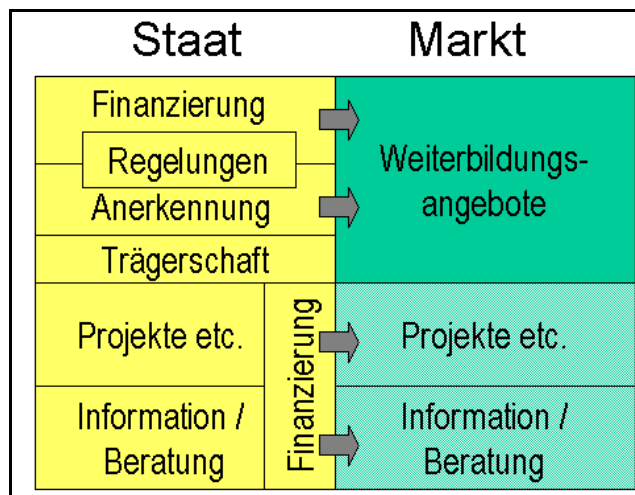 Staat
Markt
Finanzierung
Regelungen
Anerkennung
Trägerschaft
Weiterbildungs-
angebote
Projekte etc.
Information /
Beratung
Finanzierung
Projekte etc.
Information /
Beratung